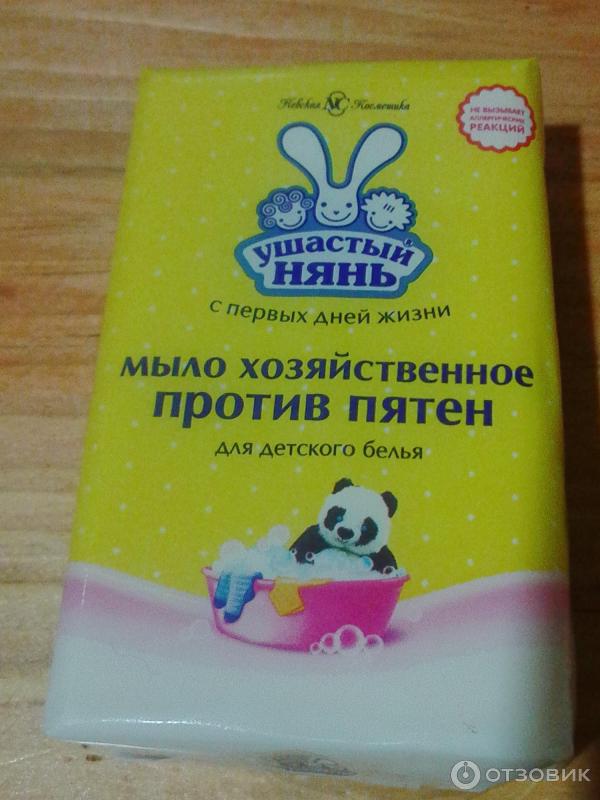 Невская NC Косметика
НЕ ВЫЗЫВАЕТ
АЛЛЕРГИЧЕСКИХ
РЕАКЦИЙ
УШАСТЫЙ
НЯНЬ
®
с первых дней жизни
мыло хозяйственное
против пятен
для детского белья
ОТЗОВИК